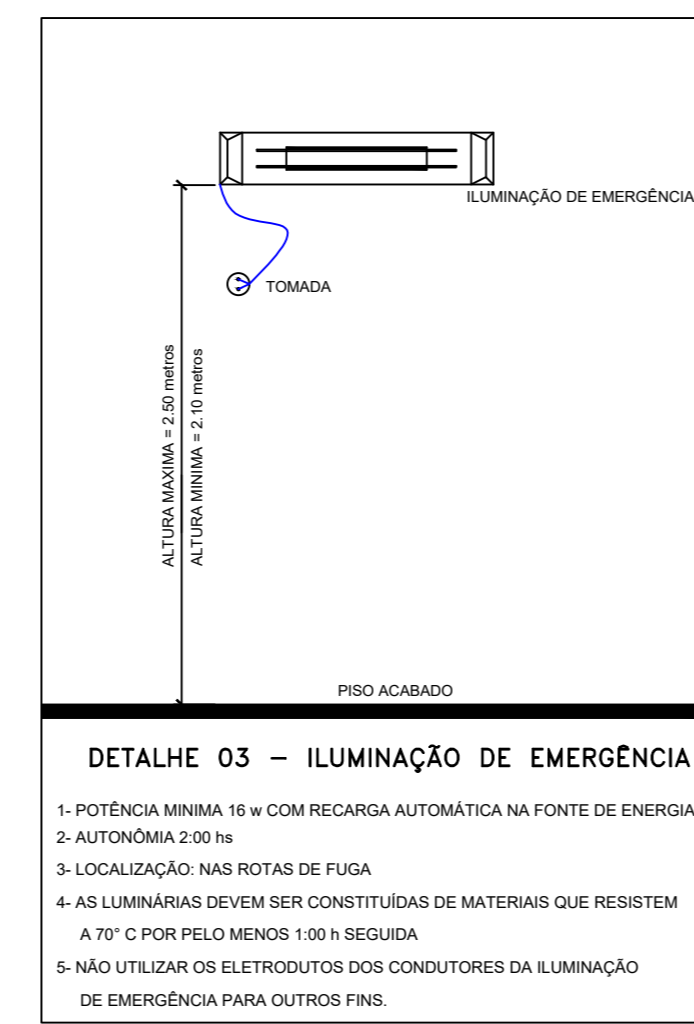 ILUMINAÇÃO DE EMERGÊNCIA
TOMADA
ALTURA MAXIMA = 2.50 metros
ALTURA MINIMA = 2.10 metros
PISO ACABADO
DETALHE 03 – ILUMINAÇÃO DE EMERGÊNCIA
1- POTÊNCIA MINIMA 16 w COM RECARGA AUTOMÁTICA NA FONTE DE ENERGIA
2- AUTONÔMIA 2:00 hs
3- LOCALIZAÇÃO: NAS ROTAS DE FUGA
4- AS LUMINÁRIAS DEVEM SER CONSTITUÍDAS DE MATERIAIS QUE RESISTEM
A 70° C POR PELO MENOS 1:00 h SEGUIDA
5- NÃO UTILIZAR OS ELETRODUTOS DOS CONDUTORES DA ILUMINAÇÃO
DE EMERGÊNCIA PARA OUTROS FINS.